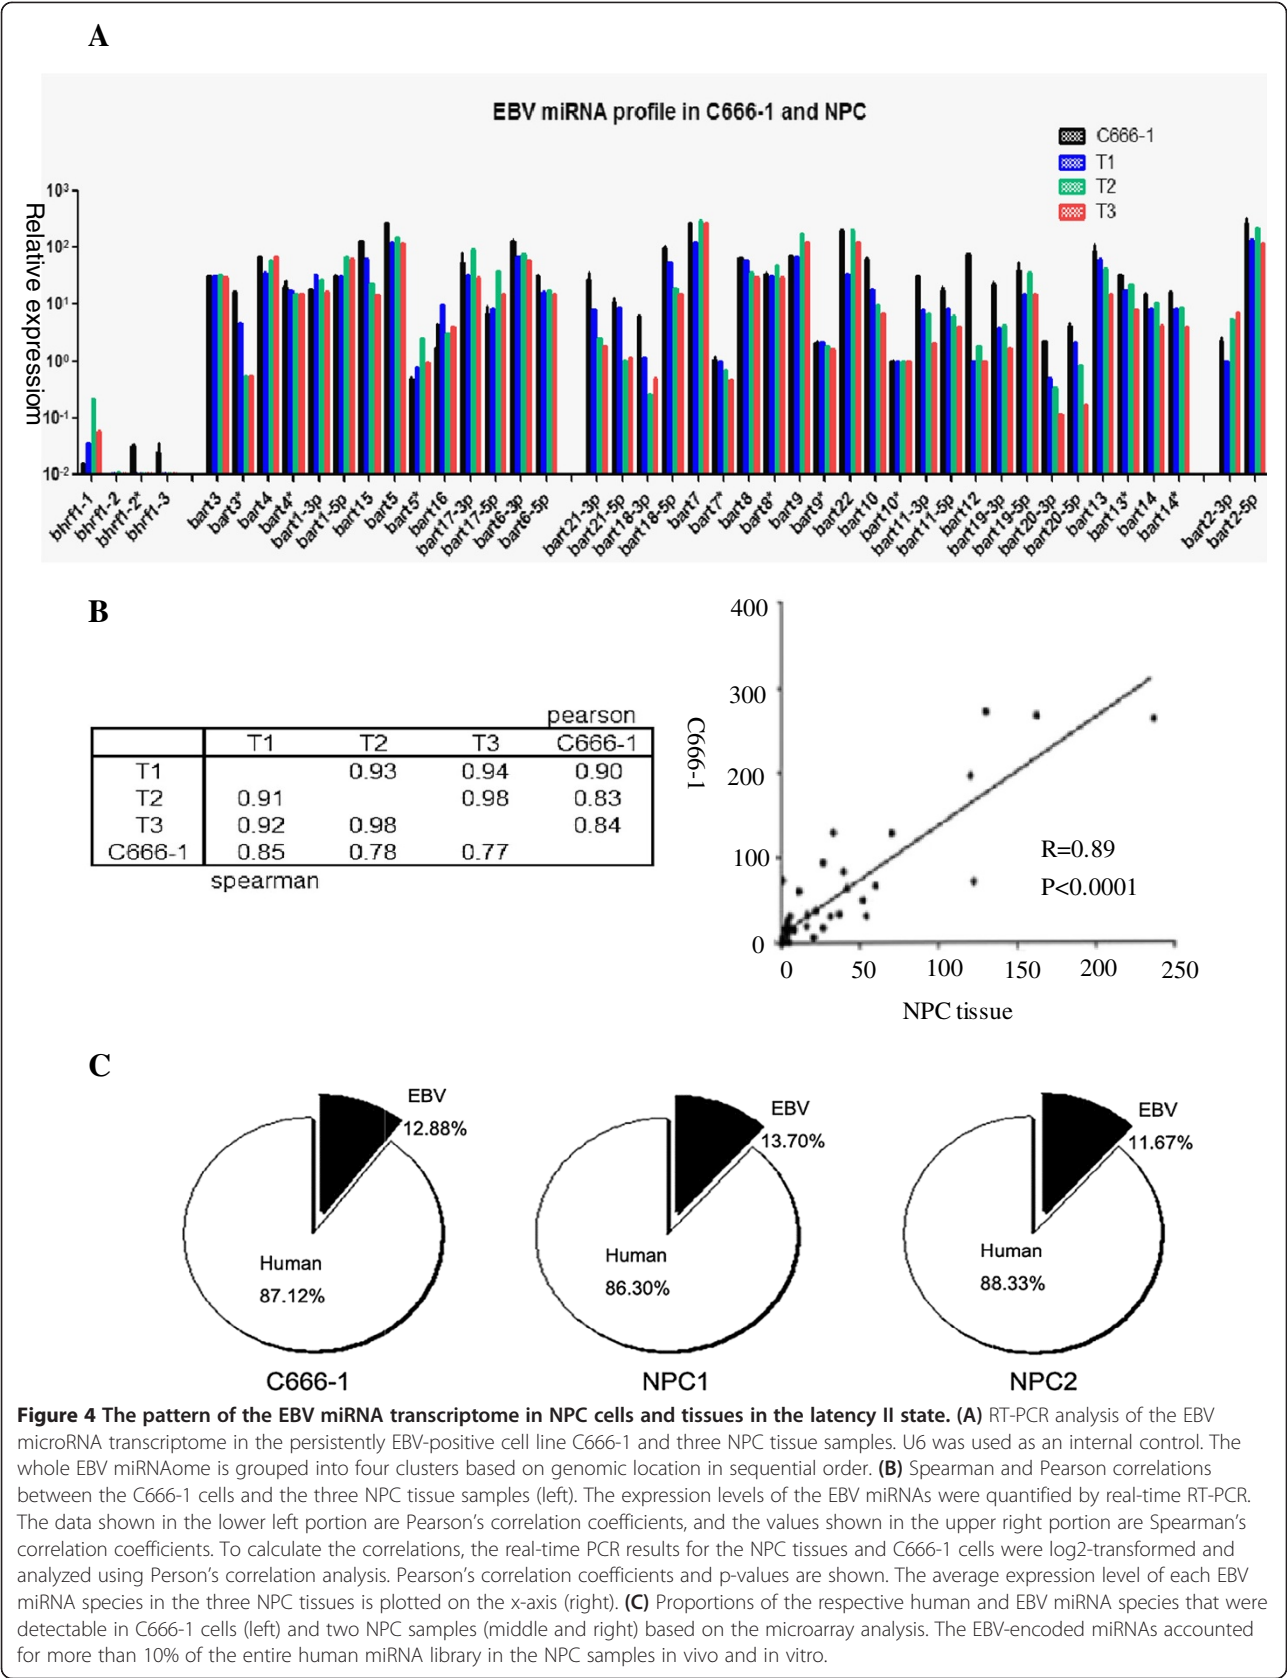 A
EBV miRNA profile in C666-1 and NPC
C666-1
T1
T2
T3
Relative expressiom
10³
10²
10¹
10⁰
10⁻¹
10⁻²
bhrf1-1
bhrf1-2
bhrf1-2*
bhrf1-3
bart3
bart3*
bart4
bart4*
bart1-3p
bart1-5p
bart15
bart5
bart5*
bart16
bart17-3p
bart17-5p
bart6-3p
bart6-5p
bart21-3p
bart21-5p
bart18-3p
bart18-5p
bart7
bart7*
bart8
bart8*
bart9
bart9*
bart22
bart10
bart10*
bart11-3p
bart11-5p
bart12
bart19-3p
bart19-5p
bart20-3p
bart20-5p
bart13
bart13*
bart14
bart14*
bart2-3p
bart2-5p
B
pearson
T1 T2 T3 C666-1
T1 0.93 0.94 0.90
T2 0.91 0.98 0.83
T3 0.92 0.98 0.84
C666-1 0.85 0.78 0.77
spearman
C666-1
400
300
200
100
0
R=0.89
P<0.0001
0 50 100 150 200 250
NPC tissue
C
EBV
12.88%
Human
87.12%
C666-1
EBV
13.70%
Human
86.30%
NPC1
EBV
11.67%
Human
88.33%
NPC2
Figure 4 The pattern of the EBV miRNA transcriptome in NPC cells and tissues in the latency II state. (A) RT-PCR analysis of the EBV
microRNA transcriptome in the persistently EBV-positive cell line C666-1 and three NPC tissue samples. U6 was used as an internal control. The
whole EBV miRNAome is grouped into four clusters based on genomic location in sequential order. (B) Spearman and Pearson correlations
between the C666-1 cells and the three NPC tissue samples (left). The expression levels of the EBV miRNAs were quantified by real-time RT-PCR.
The data shown in the lower left portion are Pearson's correlation coefficients, and the values shown in the upper right portion are Spearman's
correlation coefficients. To calculate the correlations, the real-time PCR results for the NPC tissues and C666-1 cells were log2-transformed and
analyzed using Person's correlation analysis. Pearson's correlation coefficients and p-values are shown. The average expression level of each EBV
miRNA species in the three NPC tissues is plotted on the x-axis (right). (C) Proportions of the respective human and EBV miRNA species that were
detectable in C666-1 cells (left) and two NPC samples (middle and right) based on the microarray analysis. The EBV-encoded miRNAs accounted
for more than 10% of the entire human miRNA library in the NPC samples in vivo and in vitro.